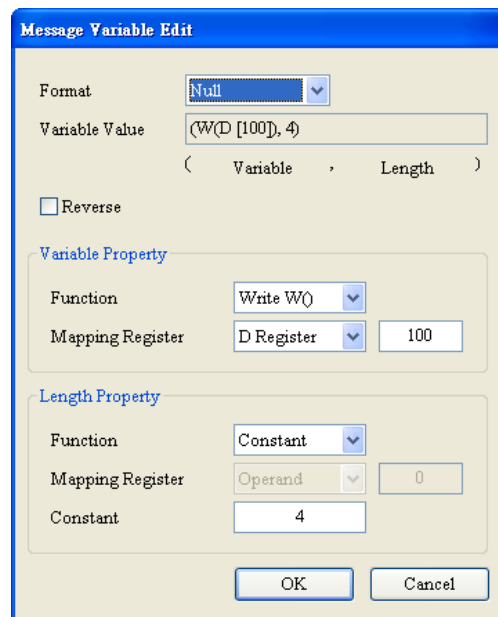 Message Variable Edit
Format Null
Variable Value (W(D [100]), 4)
( Variable , Length )
Reverse
Variable Property
Function Write W()
Mapping Register D Register 100
Length Property
Function Constant
Mapping Register Operand 0
Constant 4
OK Cancel